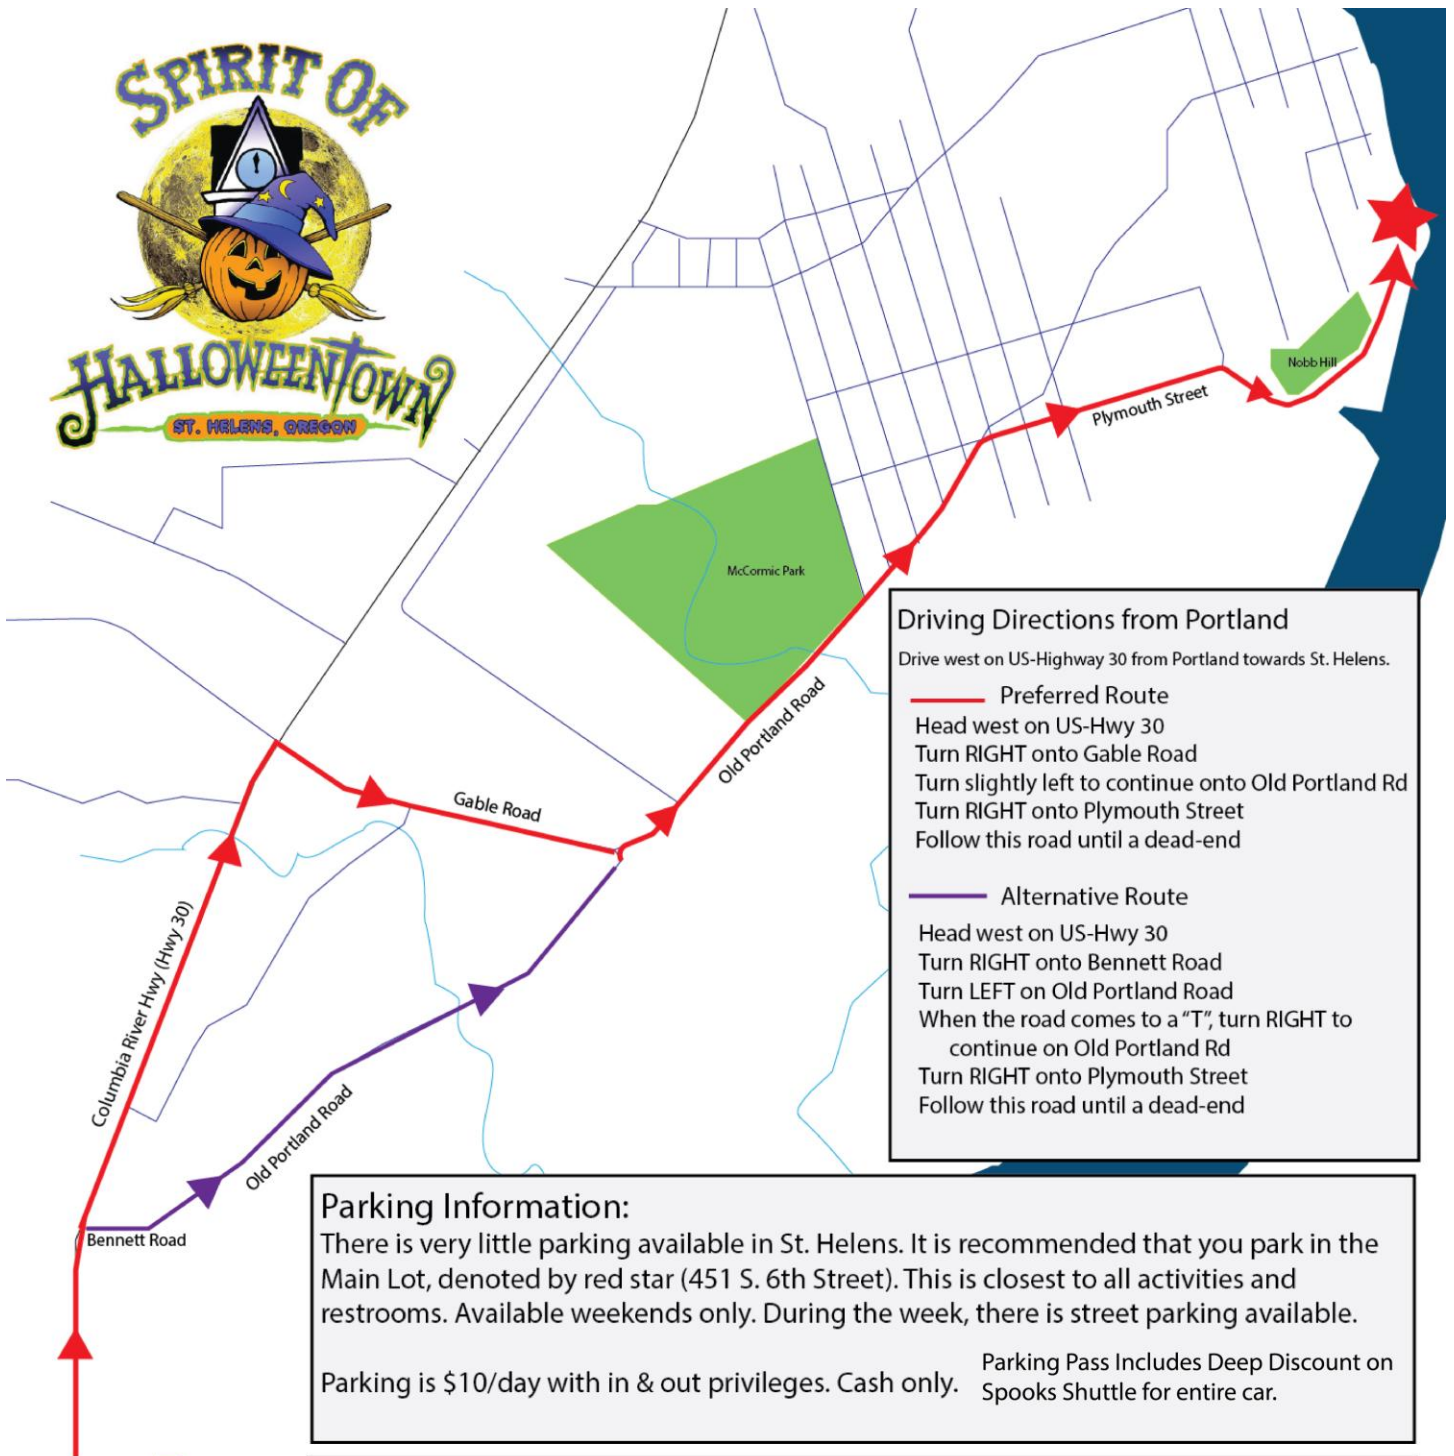 SPIRIT OF
HALLOWEENTOWN
ST. HELENS, OREGON
Nobb Hill
Plymouth Street
McCormic Park
Old Portland Road
Gable Road
Columbia River Hwy (Hwy 30)
Old Portland Road
Bennett Road
Driving Directions from Portland
Drive west on US-Highway 30 from Portland towards St. Helens.
Preferred Route
Head west on US-Hwy 30
Turn RIGHT onto Gable Road
Turn slightly left to continue onto Old Portland Rd
Turn RIGHT onto Plymouth Street
Follow this road until a dead-end
Alternative Route
Head west on US-Hwy 30
Turn RIGHT onto Bennett Road
Turn LEFT on Old Portland Road
When the road comes to a “T”, turn RIGHT to
continue on Old Portland Rd
Turn RIGHT onto Plymouth Street
Follow this road until a dead-end
Parking Information:
There is very little parking available in St. Helens. It is recommended that you park in the
Main Lot, denoted by red star (451 S. 6th Street). This is closest to all activities and
restrooms. Available weekends only. During the week, there is street parking available.
Parking is $10/day with in & out privileges. Cash only.
Parking Pass Includes Deep Discount on
Spooks Shuttle for entire car.